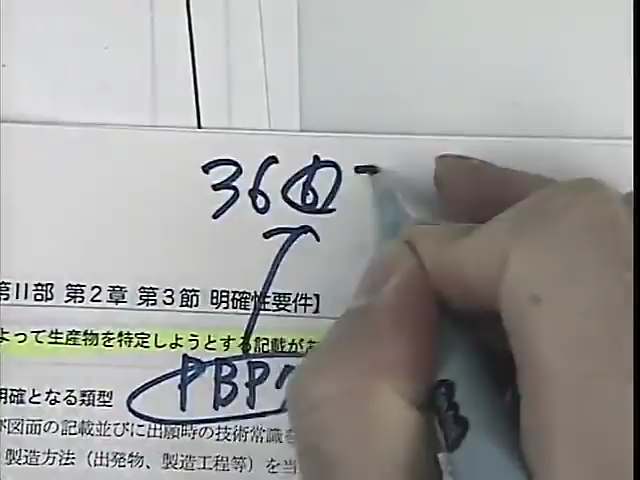 36⑥
第II部 第2章 第3節 明確性要件】
よって生産物を特定しようとする記載が
PBP
明確となる類型
図面の記載並びに出願時の技術常識を
製造方法（出発物、製造工程等）を当